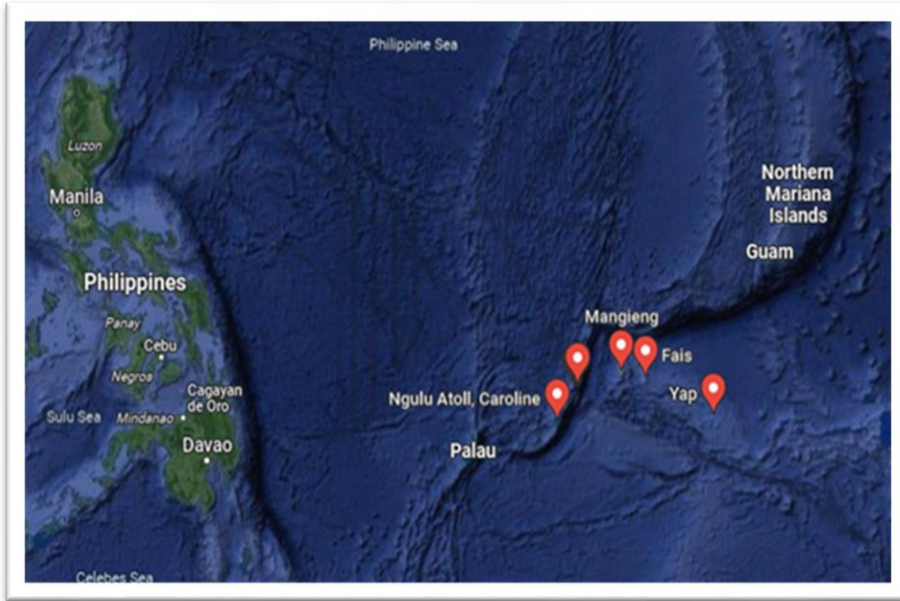 Philippine Sea
Luzon
Manila
Northern
Mariana
Islands
Guam
Philippines
Mangieng
Panay
Cebu
Fais
Negros
Cagayan
de Oro
Ngulu Atoll, Caroline
Yap
Sulu Sea
Mindanao
Davao
Palau
Celebes Sea